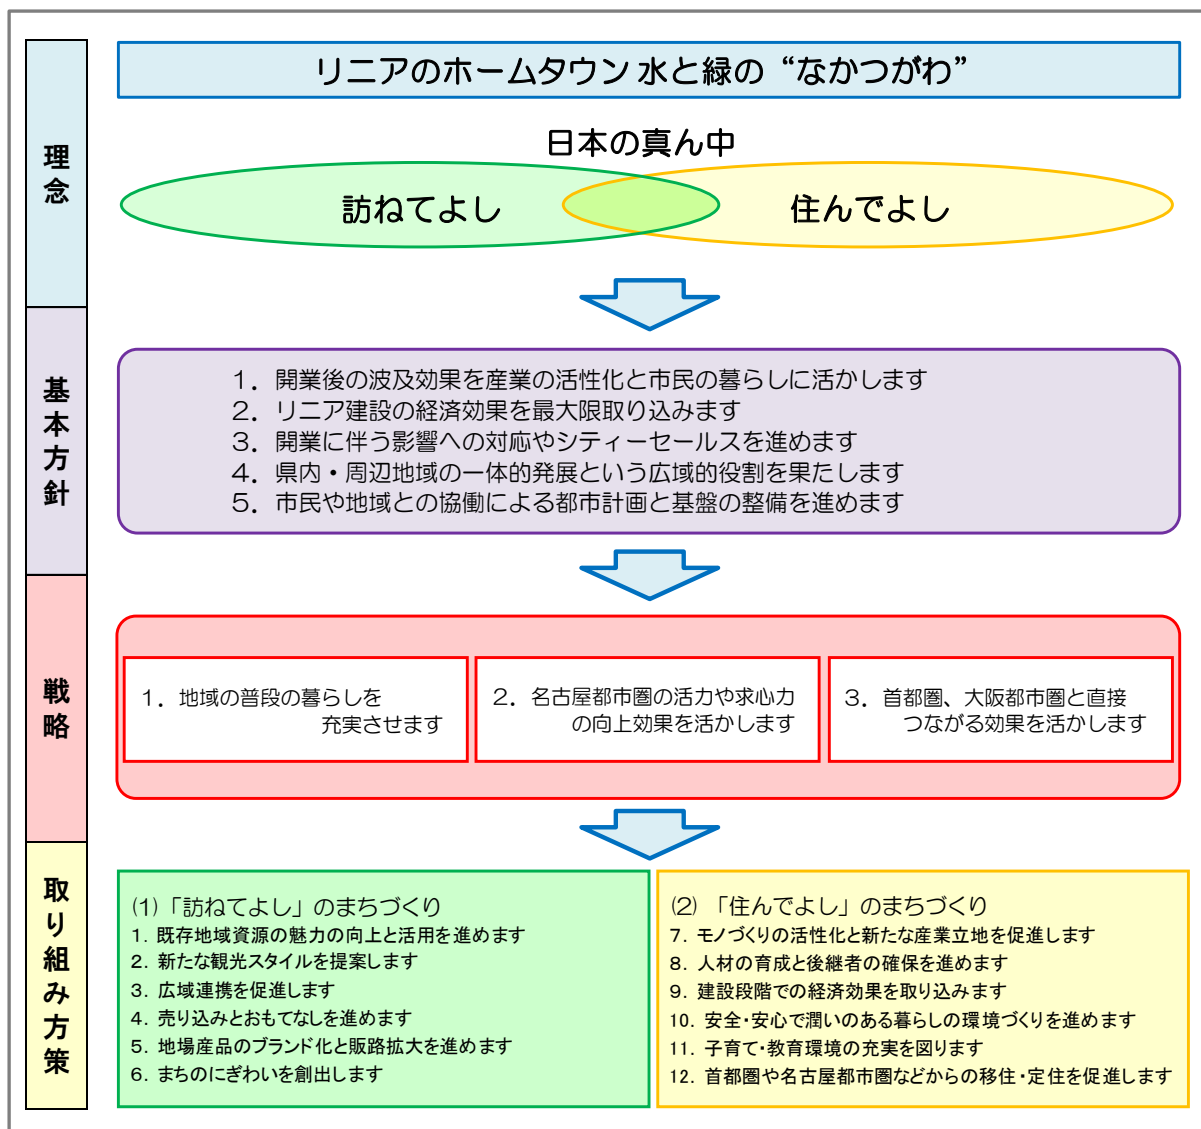 理念
リニアのホームタウン 水と緑の “なかつがわ”
日本の真ん中
訪ねてよし
住んでよし
基本方針
1. 開業後の波及効果を産業の活性化と市民の暮らしに活かします
2. リニア建設の経済効果を最大限取り込みます
3. 開業に伴う影響への対応やシティーセールスを進めます
4. 県内・周辺地域の一体的発展という広域的役割を果たします
5. 市民や地域との協働による都市計画と基盤の整備を進めます
戦略
1. 地域の普段の暮らしを
充実させます
2. 名古屋都市圏の活力や求心力
の向上効果を活かします
3. 首都圏、大阪都市圏と直接
つながる効果を活かします
取り組み方策
(1)「訪ねてよし」のまちづくり
1. 既存地域資源の魅力の向上と活用を進めます
2. 新たな観光スタイルを提案します
3. 広域連携を促進します
4. 売り込みとおもてなしを進めます
5. 地場産品のブランド化と販路拡大を進めます
6. まちのにぎわいを創出します
(2) 「住んでよし」のまちづくり
7. モノづくりの活性化と新たな産業立地を促進します
8. 人材の育成と後継者の確保を進めます
9. 建設段階での経済効果を取り込みます
10. 安全・安心で潤いのある暮らしの環境づくりを進めます
11. 子育て・教育環境の充実を図ります
12. 首都圏や名古屋都市圏などからの移住・定住を促進します